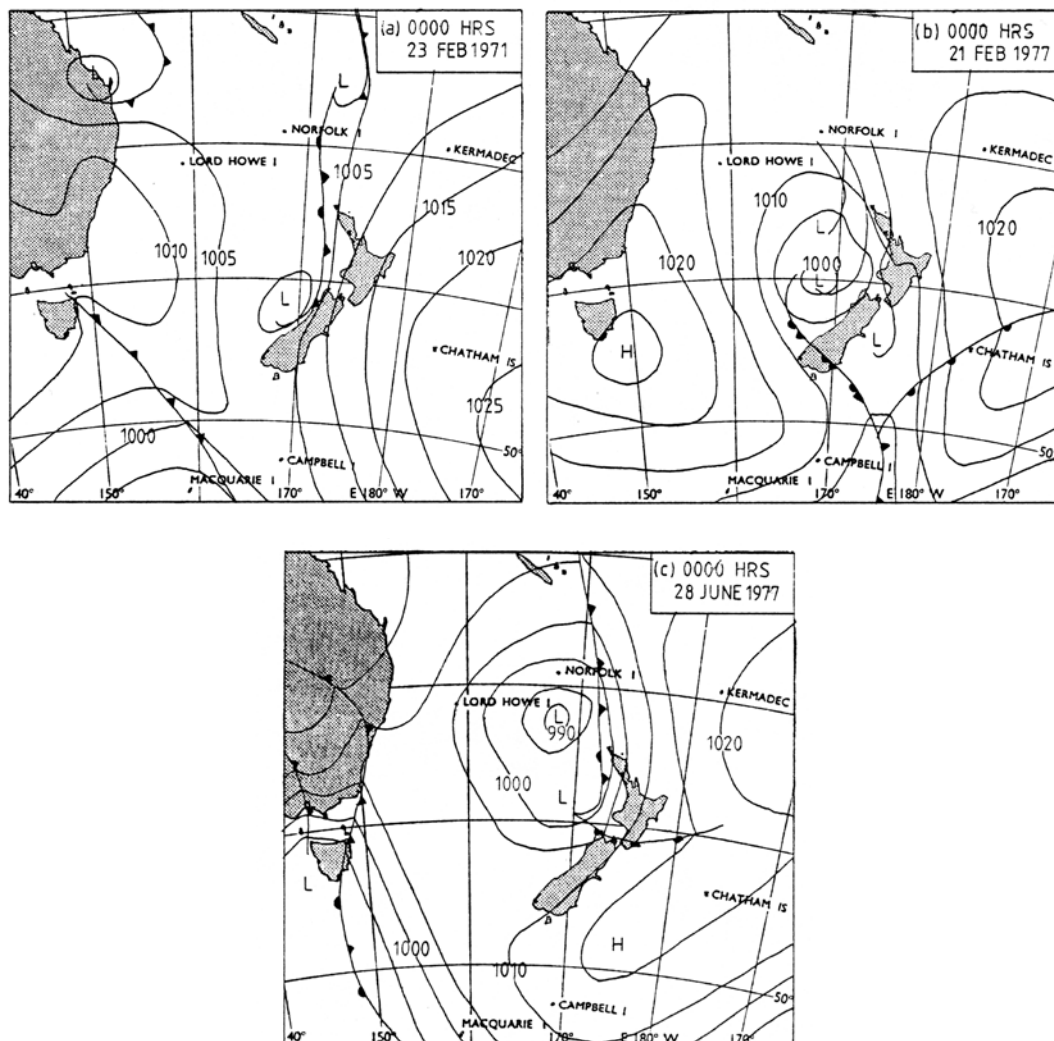 (a) 0000 HRS
23 FEB 1971
L
L
NORFOLK I
LORD HOWE I
KERMADEC
1005
1015
1010
1005
1020
L
CHATHAM IS
1025
1000
50°
CAMPBELL I
MACQUARIE I
40° 150° 170° E 180° W 170°
(b) 0000 HRS
21 FEB 1977
NORFOLK I
LORD HOWE I
KERMADEC
1010
1020
L
1020
1000
L
L
H
CHATHAM IS
50°
CAMPBELL I
MACQUARIE I
40° 150° 170° E 180° W 170°
(c) 0000 HRS
28 JUNE 1977
NORFOLK I
LORD HOWE I
KERMADEC
L
990
1020
1000
L
L
CHATHAM IS
H
1000
1010
50°
CAMPBELL I
MACQUARIE I
40° 150° 170° E 180° W 170°